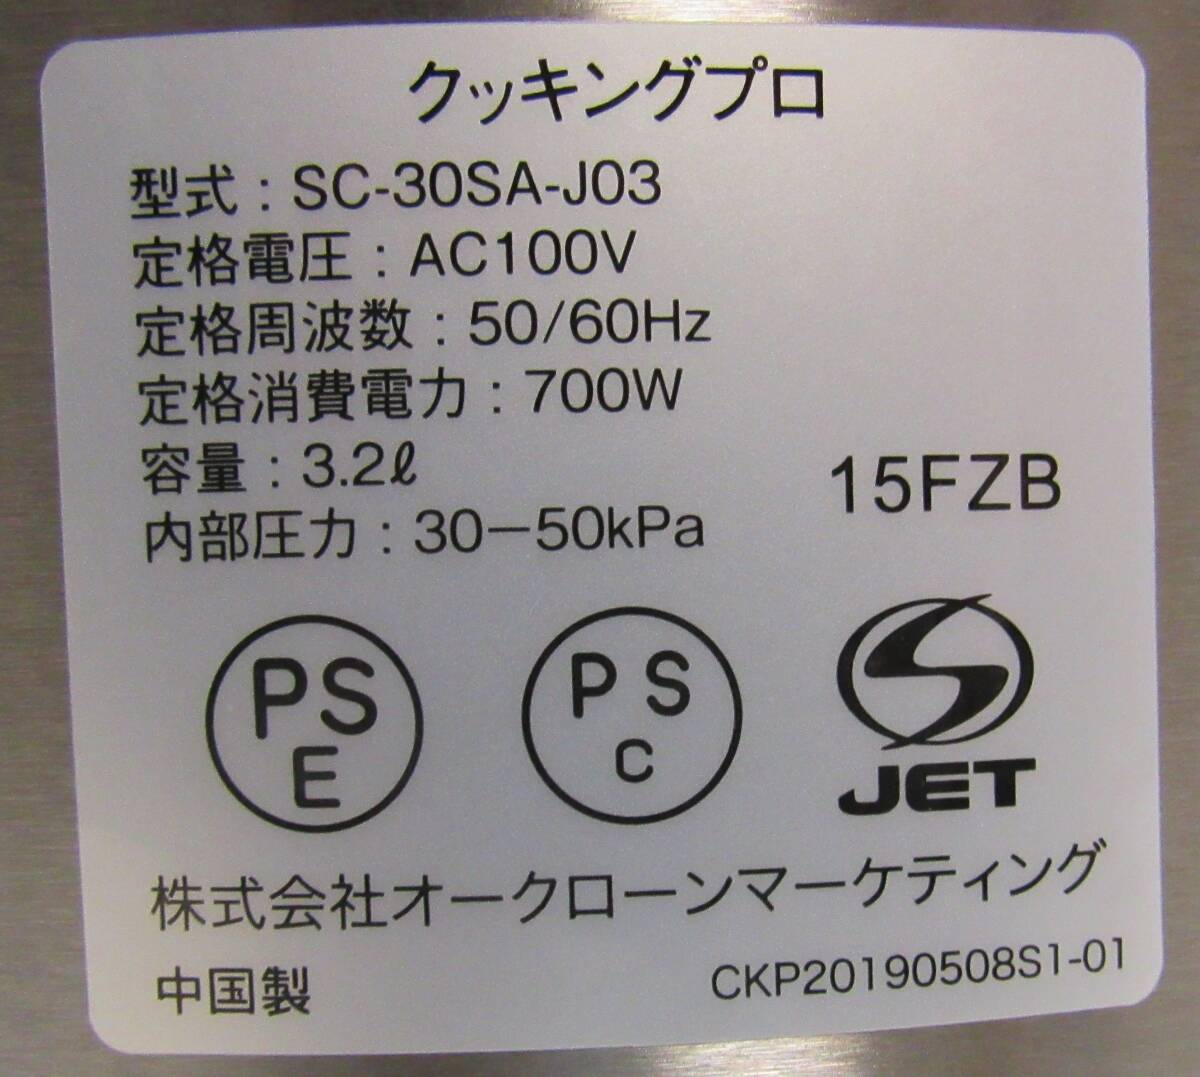 クッキングプロ
型式：SC-30SA-J03
定格電圧：AC100V
定格周波数：50/60Hz
定格消費電力：700W
容量：3.2ℓ
内部圧力：30－50kPa
15FZB
PS
E
PS
C
JET
株式会社オークローンマーケティング
中国製
CKP20190508S1-01